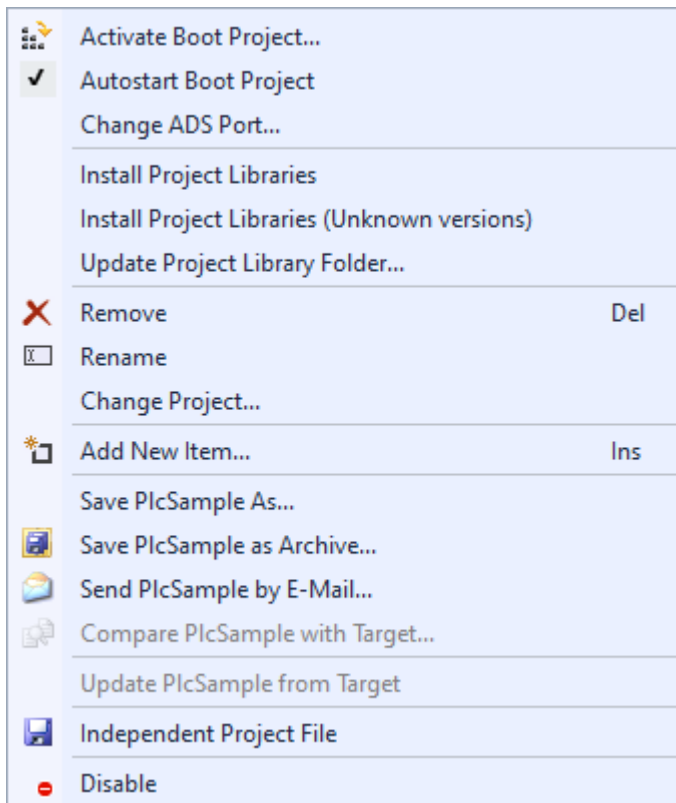 Activate Boot Project...
Autostart Boot Project
Change ADS Port...
Install Project Libraries
Install Project Libraries (Unknown versions)
Update Project Library Folder...
Remove Del
Rename
Change Project...
Add New Item... Ins
Save PlcSample As...
Save PlcSample as Archive...
Send PlcSample by E-Mail...
Compare PlcSample with Target...
Update PlcSample from Target
Independent Project File
Disable